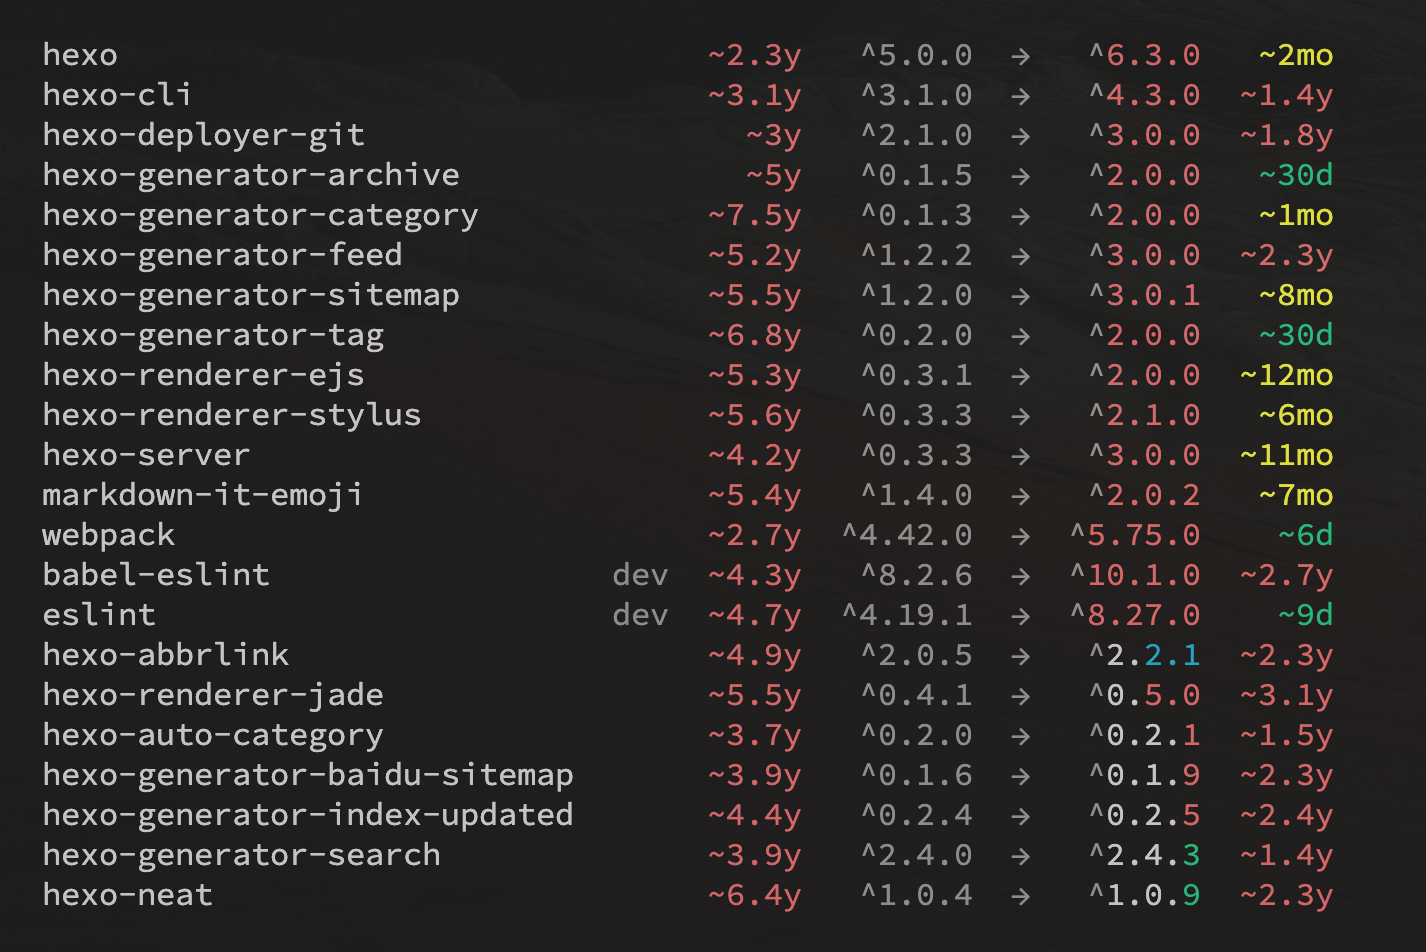 hexo ~2.3y ^5.0.0 → ^6.3.0 ~2mo
hexo-cli ~3.1y ^3.1.0 → ^4.3.0 ~1.4y
hexo-deployer-git ~3y ^2.1.0 → ^3.0.0 ~1.8y
hexo-generator-archive ~5y ^0.1.5 → ^2.0.0 ~30d
hexo-generator-category ~7.5y ^0.1.3 → ^2.0.0 ~1mo
hexo-generator-feed ~5.2y ^1.2.2 → ^3.0.0 ~2.3y
hexo-generator-sitemap ~5.5y ^1.2.0 → ^3.0.1 ~8mo
hexo-generator-tag ~6.8y ^0.2.0 → ^2.0.0 ~30d
hexo-renderer-ejs ~5.3y ^0.3.1 → ^2.0.0 ~12mo
hexo-renderer-stylus ~5.6y ^0.3.3 → ^2.1.0 ~6mo
hexo-server ~4.2y ^0.3.3 → ^3.0.0 ~11mo
markdown-it-emoji ~5.4y ^1.4.0 → ^2.0.2 ~7mo
webpack ~2.7y ^4.42.0 → ^5.75.0 ~6d
babel-eslint dev ~4.3y ^8.2.6 → ^10.1.0 ~2.7y
eslint dev ~4.7y ^4.19.1 → ^8.27.0 ~9d
hexo-abbrlink ~4.9y ^2.0.5 → ^2.2.1 ~2.3y
hexo-renderer-jade ~5.5y ^0.4.1 → ^0.5.0 ~3.1y
hexo-auto-category ~3.7y ^0.2.0 → ^0.2.1 ~1.5y
hexo-generator-baidu-sitemap ~3.9y ^0.1.6 → ^0.1.9 ~2.3y
hexo-generator-index-updated ~4.4y ^0.2.4 → ^0.2.5 ~2.4y
hexo-generator-search ~3.9y ^2.4.0 → ^2.4.3 ~1.4y
hexo-neat ~6.4y ^1.0.4 → ^1.0.9 ~2.3y